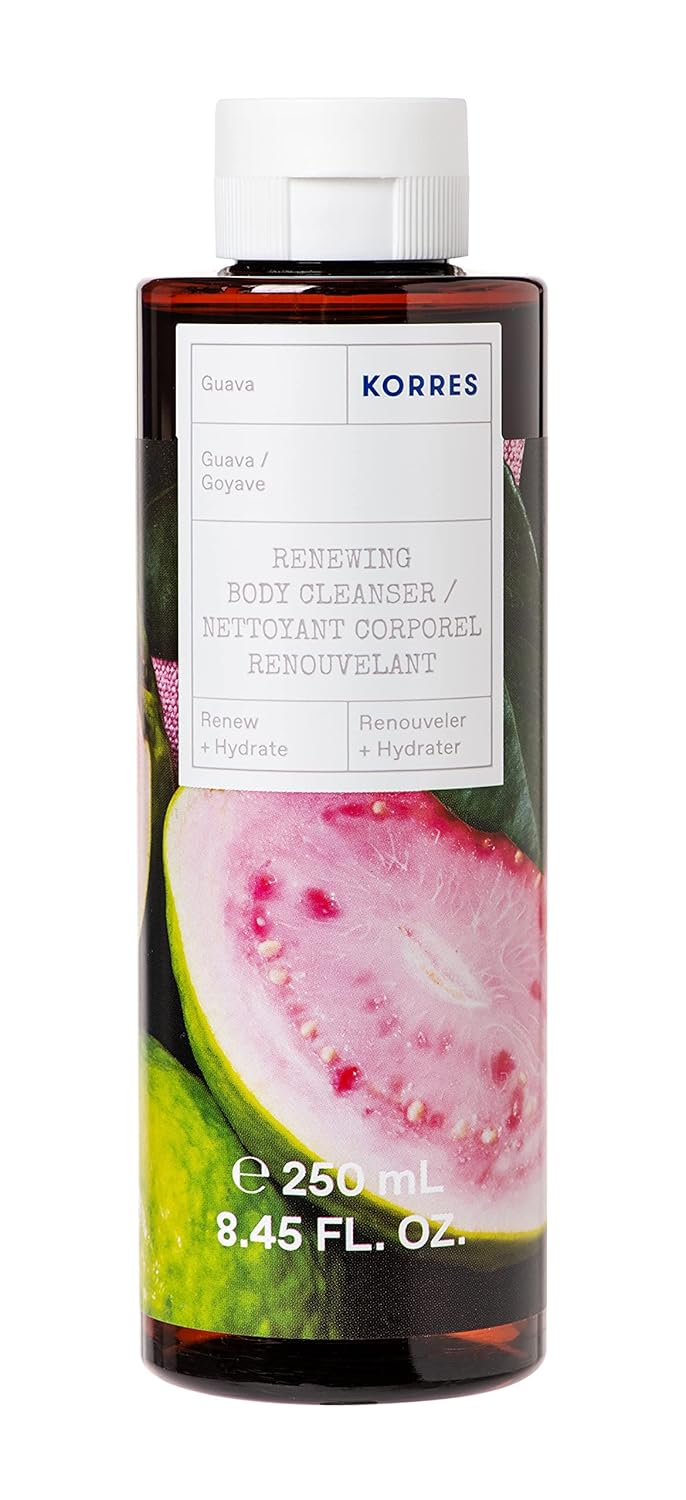 Guava
KORRES
Guava /
Goyave
RENEWING
BODY CLEANSER /
NETTOYANT CORPOREL
RENOUVELANT
Renew
+ Hydrate
Renouveler
+ Hydrater
℮ 250 mL
8.45 FL. OZ.